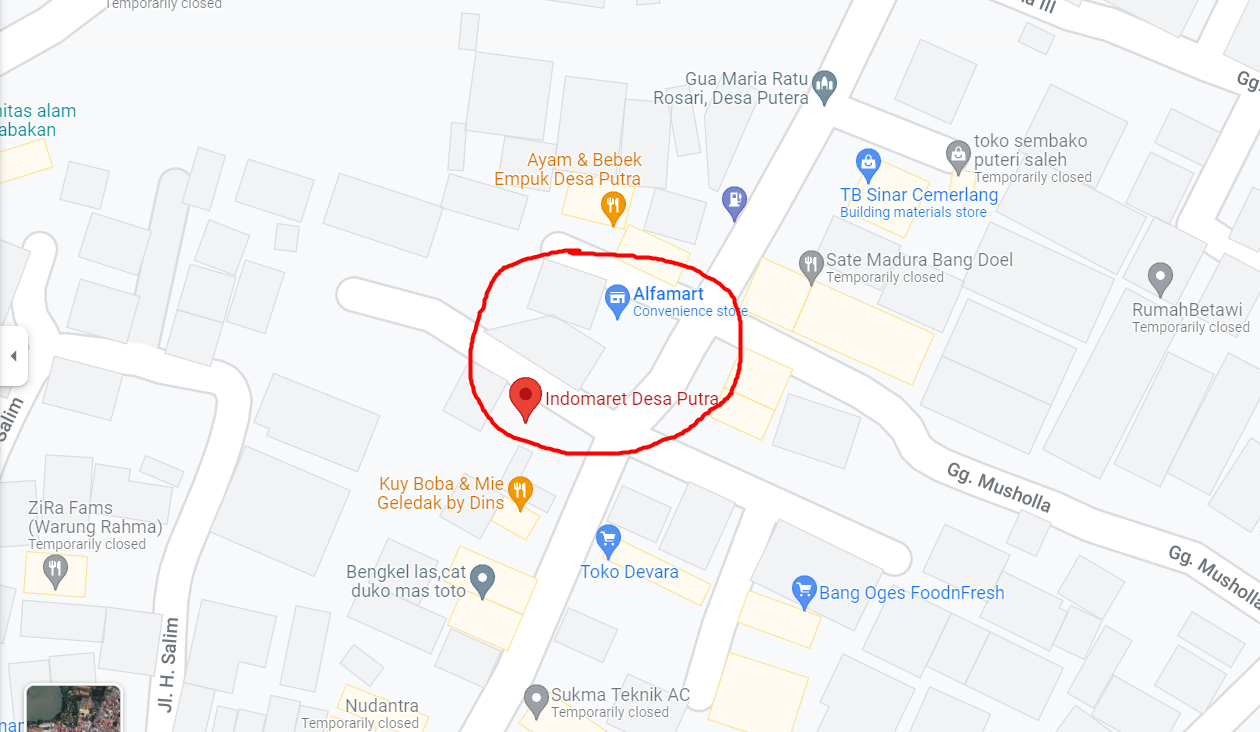 Temporarily closed
Gua Maria Ratu
Rosari, Desa Putera
Gg.
alam
toko sembako
puteri saleh
Temporarily closed
Ayam & Bebek
Empuk Desa Putra
TB Sinar Cemerlang
Building materials store
Sate Madura Bang Doel
Temporarily closed
Alfamart
Convenience store
RumahBetawi
Temporarily closed
Indomaret Desa Putra
Salim
Gg. Musholla
Kuy Boba & Mie
Geledak by Dins
ZiRa Fams
(Warung Rahma)
Temporarily closed
Gg. Musholla
Bengkel las,cat
duko mas toto
Toko Devara
Bang Oges FoodnFresh
Jl. H. Salim
Sukma Teknik AC
Temporarily closed
Nudantra
Temporarily closed